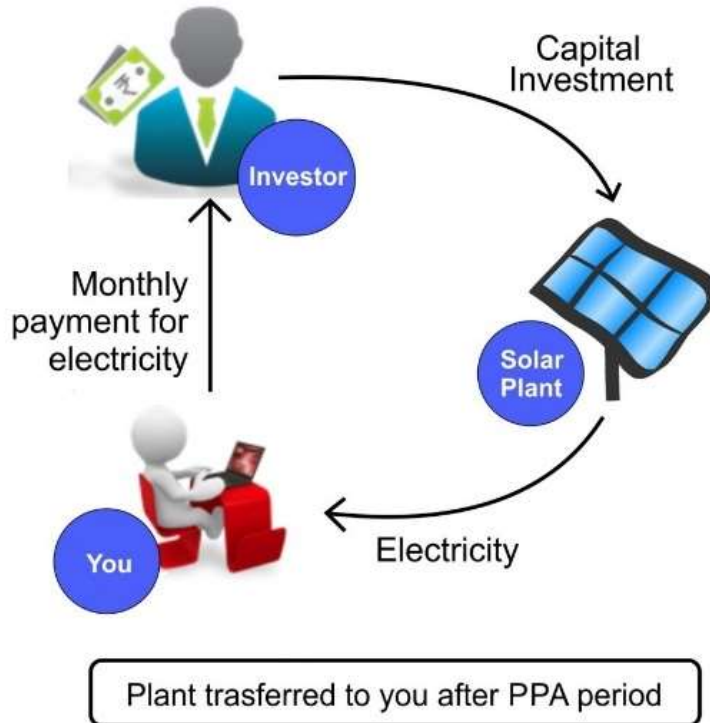 Capital
Investment
Investor
Monthly
payment for
electricity
Solar
Plant
You
Electricity
Plant trasferred to you after PPA period